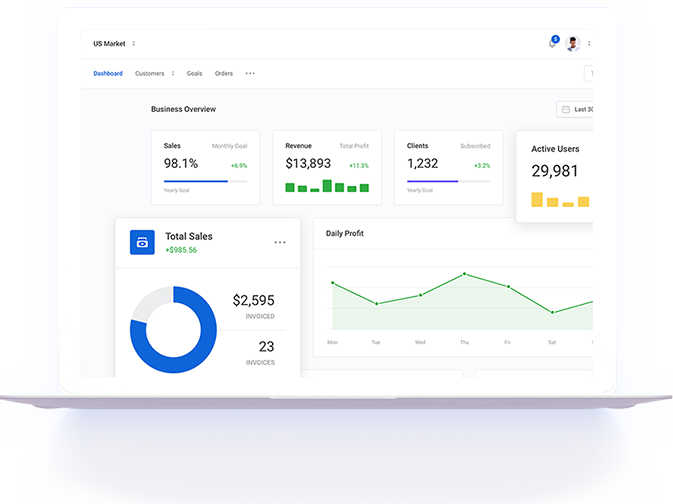 US Market
5
Dashboard Customers Goals Orders
Business Overview
Last 30
Sales Monthly Goal
98.1% +6.9%
Yearly Goal
Revenue Total Profit
$13,893 +11.3%
Clients Subscribed
1,232 +3.2%
Yearly Goal
Active Users
29,981
Total Sales
+$985.56
$2,595
INVOICED
23
INVOICES
Daily Profit
Mon Tue Wed Thu Fri Sat